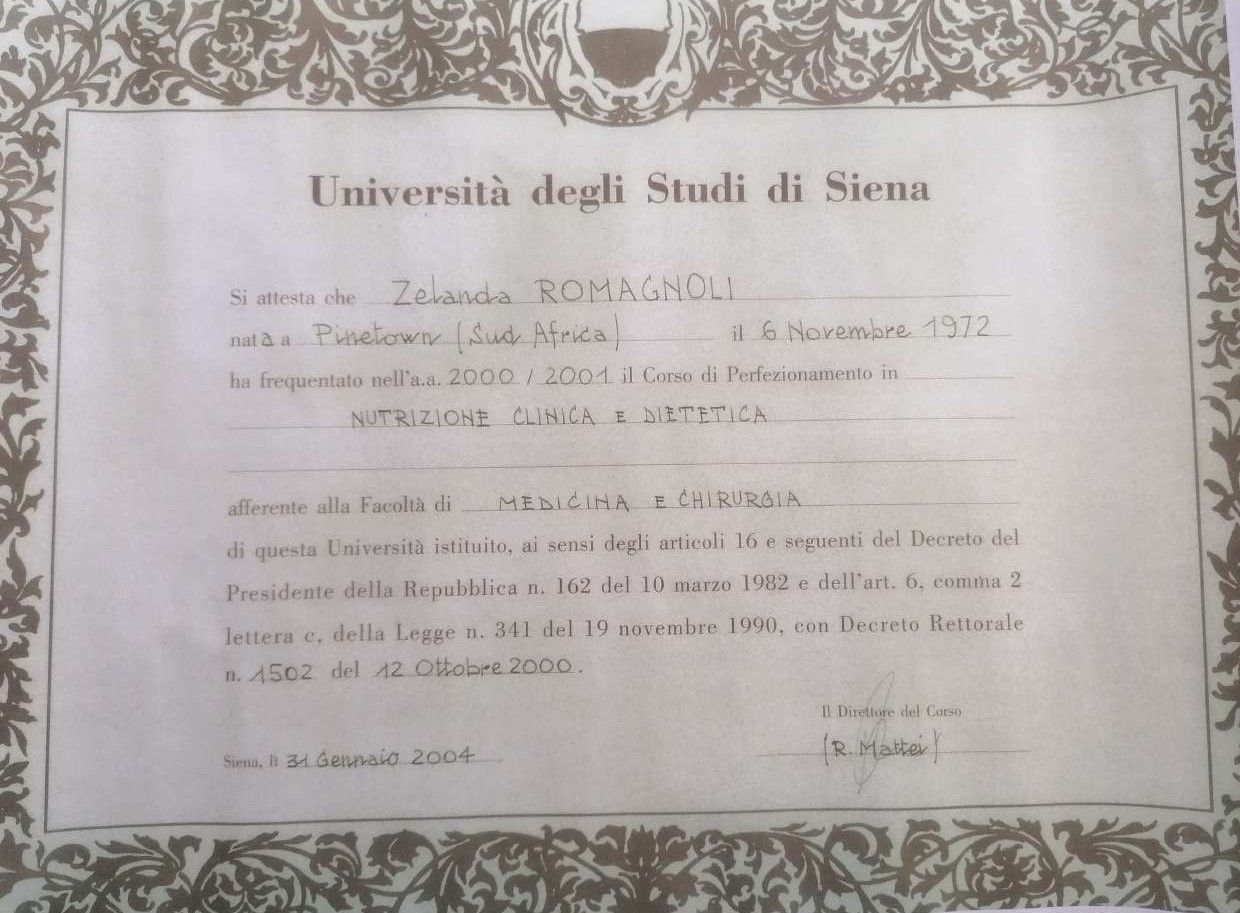 Università degli Studi di Siena
Si attesta che Zelanda ROMAGNOLI
nata a Pinetown (Sud Africa) il 6 Novembre 1972
ha frequentato nell'a.a. 2000 / 2001 il Corso di Perfezionamento in
NUTRIZIONE CLINICA E DIETETICA
afferente alla Facoltà di MEDICINA E CHIRURGIA
di questa Università istituito, ai sensi degli articoli 16 e seguenti del Decreto del
Presidente della Repubblica n. 162 del 10 marzo 1982 e dell'art. 6, comma 2
lettera c, della Legge n. 341 del 19 novembre 1990, con Decreto Rettorale
n. 1502 del 12 Ottobre 2000.
Il Direttore del Corso
(R. Mattei)
Siena, lì 31 Gennaio 2004